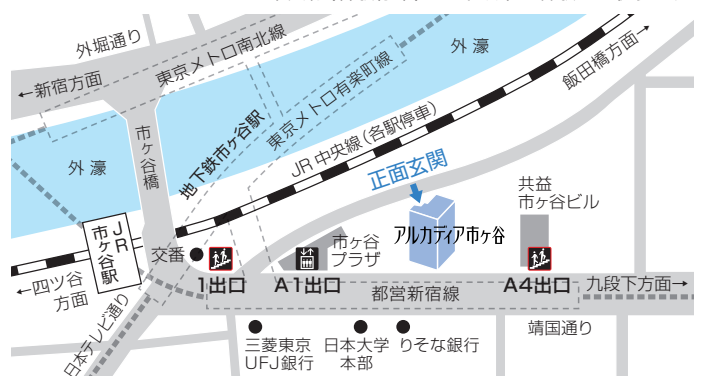 外堀通り
東京メトロ南北線
←新宿方面
外濠
飯田橋方面→
東京メトロ有楽町線
市ヶ谷橋
地下鉄市ヶ谷駅
JR中央線(各駅停車)
外濠
正面玄関
共益
市ヶ谷ビル
JR
市ヶ谷駅
交番
市ヶ谷
プラザ
アルカディア市ヶ谷
1出口
A1出口
A4出口
←四ツ谷
方面
都営新宿線
九段下方面→
日本テレビ通り
靖国通り
三菱東京
UFJ銀行
日本大学
本部
りそな銀行